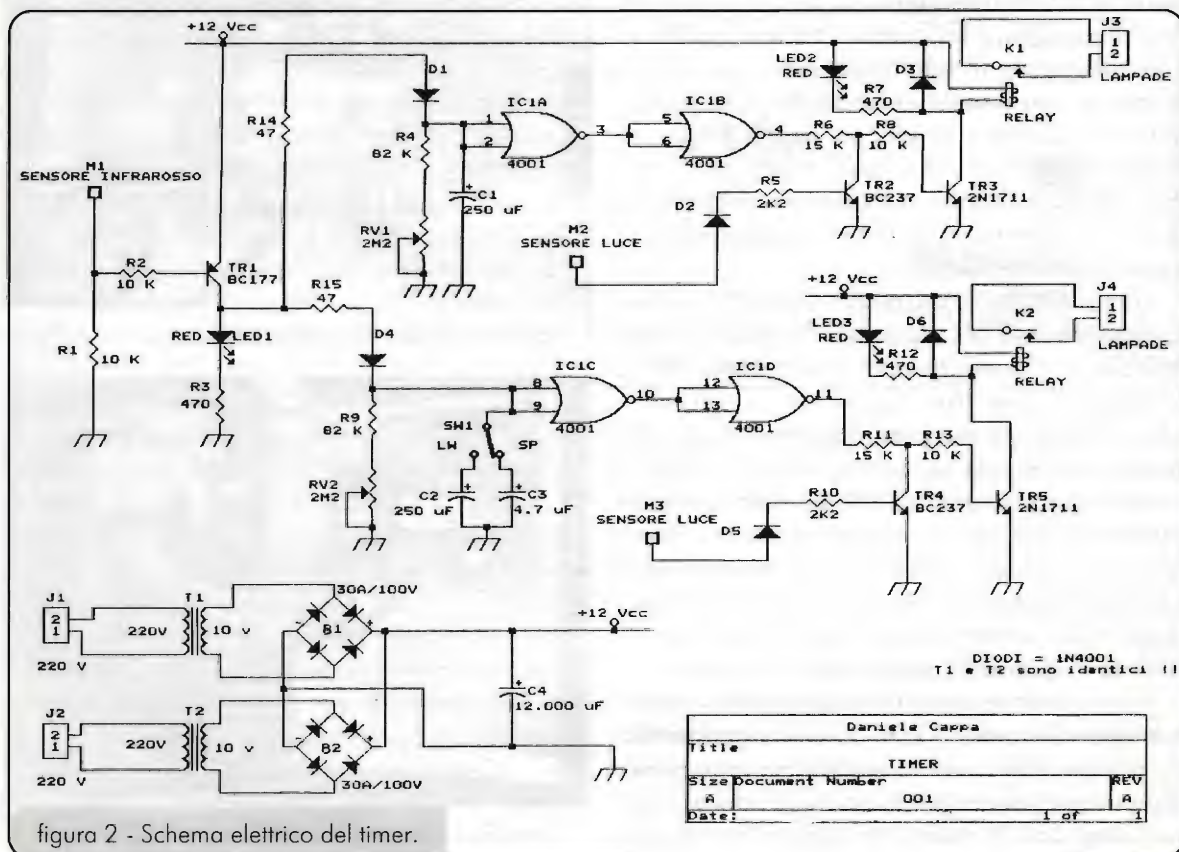 +12 Vcc
J3
1
2
LAMPADE
K1
RELAY
D1
LED2
RED
D3
R7
470
R14
47
R4
82 K
IC1A
1
2
3
4001
IC1B
5
6
4
4001
R6
15 K
R8
10 K
M1
SENSORE INFRAROSSO
C1
250 uF
RV1
2M2
D2
R5
2K2
TR2
BC237
TR3
2N1711
M2
SENSORE LUCE
R2
10 K
TR1
BC177
R15
47
+12 Vcc
J4
1
2
LAMPADE
K2
RELAY
LED3
RED
D6
R12
470
R1
10 K
RED
LED1
R3
470
D4
R9
82 K
IC1C
8
9
10
4001
IC1D
12
13
11
4001
SW1
LW
SP
R11
15 K
R13
10 K
RV2
2M2
C2
250 uF
C3
4.7 uF
M3
SENSORE LUCE
D5
R10
2K2
TR4
BC237
TR5
2N1711
J1
2
1
220 V
T1
220V
10 v
30A/100V
B1
+12 Vcc
C4
12.000 uF
J2
2
1
220 V
T2
220V
10 v
B2
30A/100V
DIODI = 1N4001
T1 e T2 sono identici !!
Daniele Cappa
Title
TIMER
Size
Document Number
REV
A
001
A
Date:
1 of 1
figura 2 - Schema elettrico del timer.